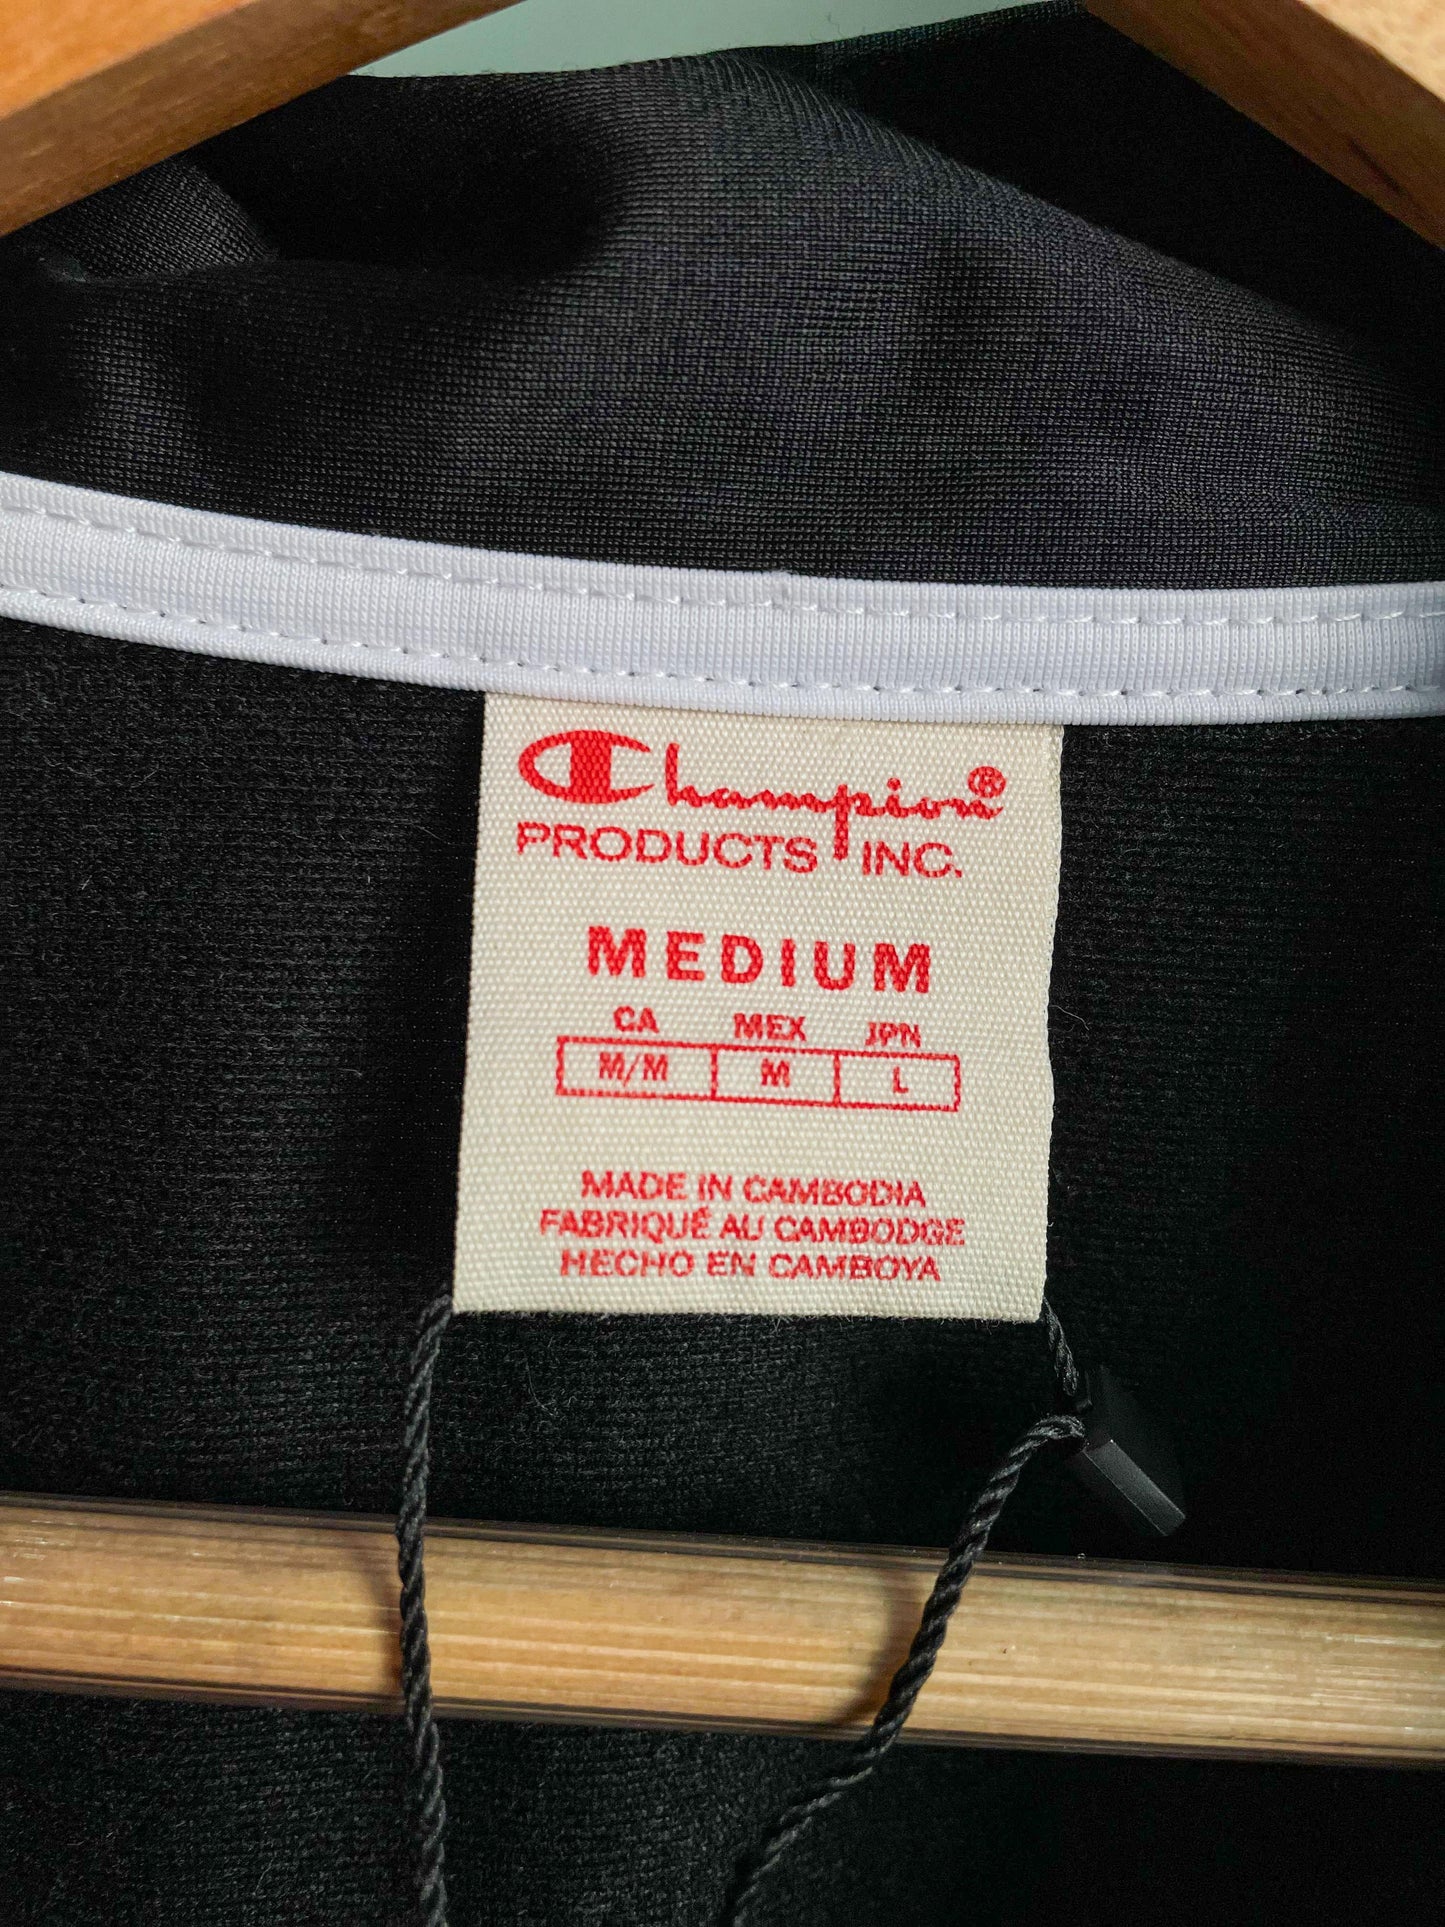 Champion®
PRODUCTS INC.
MEDIUM
CA MEX JPN
M/M M L
MADE IN CAMBODIA
FABRIQUÉ AU CAMBODGE
HECHO EN CAMBOYA